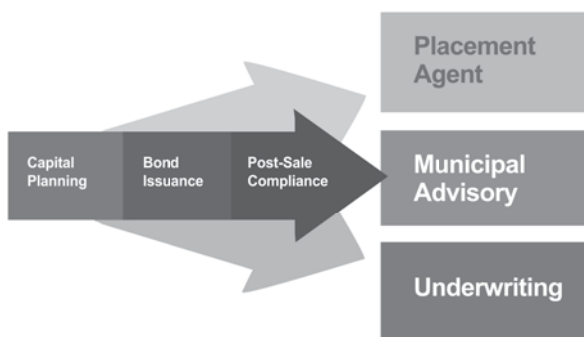 Capital
Planning
Bond
Issuance
Post-Sale
Compliance
Placement
Agent
Municipal
Advisory
Underwriting